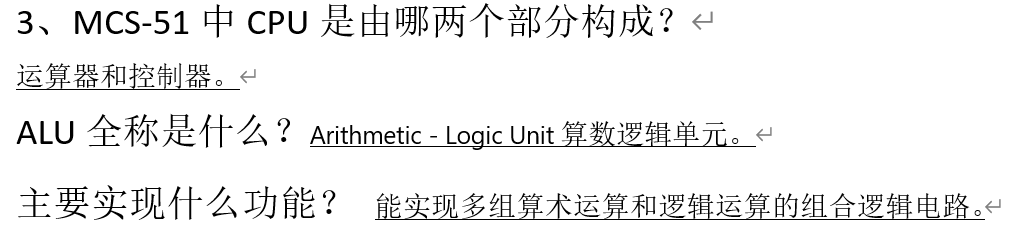 3、MCS-51 中 CPU 是由哪两个部分构成？
运算器和控制器。
ALU 全称是什么？Arithmetic - Logic Unit 算数逻辑单元。
主要实现什么功能？ 能实现多组算术运算和逻辑运算的组合逻辑电路。